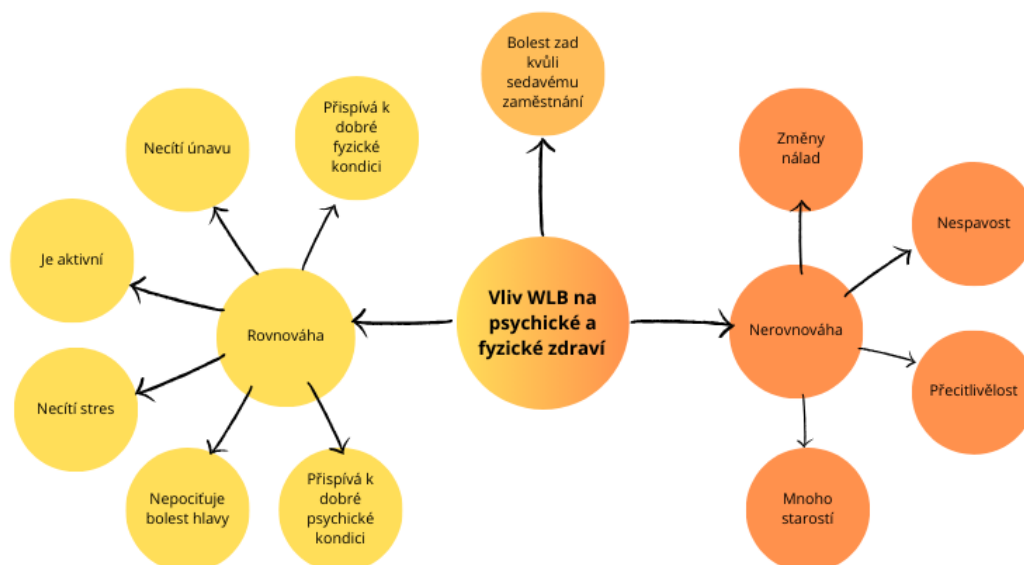 Bolest zad
kvůli
sedavému
zaměstnání
Přispívá k
dobré
fyzické
kondici
Necítí únavu
Je aktivní
Rovnováha
Necítí stres
Nepociťuje
bolest hlavy
Přispívá k
dobré
psychické
kondici
Vliv WLB na
psychické a
fyzické zdraví
Změny
nálad
Nespavost
Nerovnováha
Přecitlivělost
Mnoho
starostí